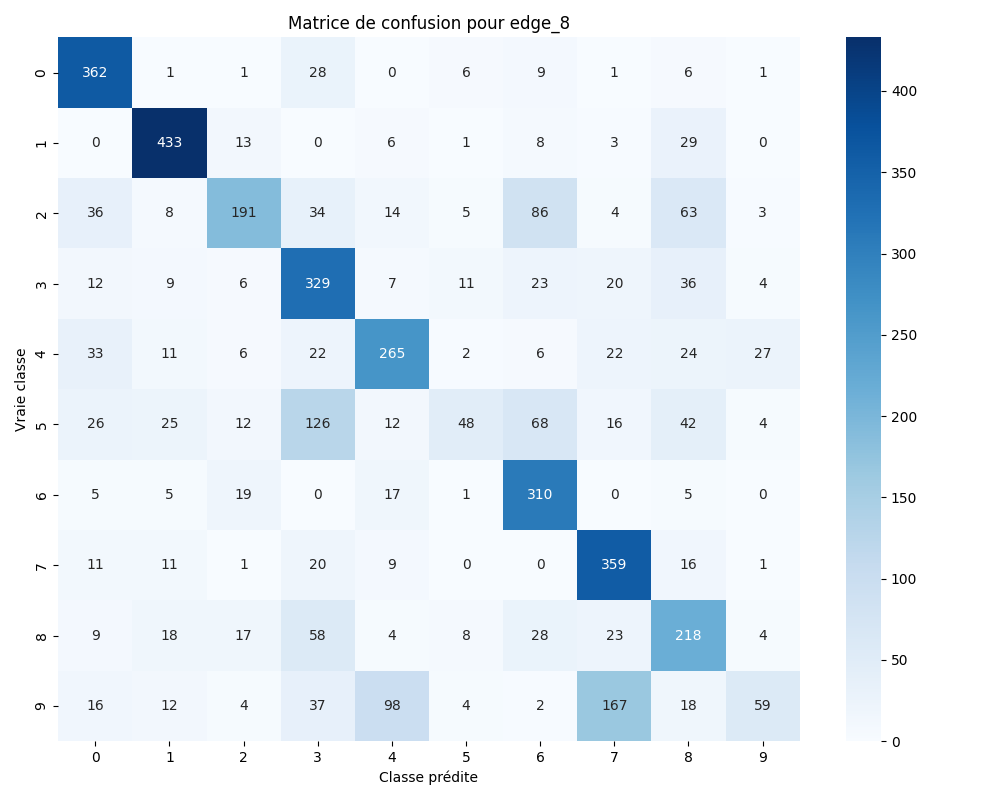 Matrice de confusion pour edge_8
0 362 1 1 28 0 6 9 1 6 1
1 0 433 13 0 6 1 8 3 29 0
2 36 8 191 34 14 5 86 4 63 3
3 12 9 6 329 7 11 23 20 36 4
4 33 11 6 22 265 2 6 22 24 27
5 26 25 12 126 12 48 68 16 42 4
6 5 5 19 0 17 1 310 0 5 0
7 11 11 1 20 9 0 0 359 16 1
8 9 18 17 58 4 8 28 23 218 4
9 16 12 4 37 98 4 2 167 18 59
0 1 2 3 4 5 6 7 8 9
Classe prédite
Vraie classe
400
350
300
250
200
150
100
50
0